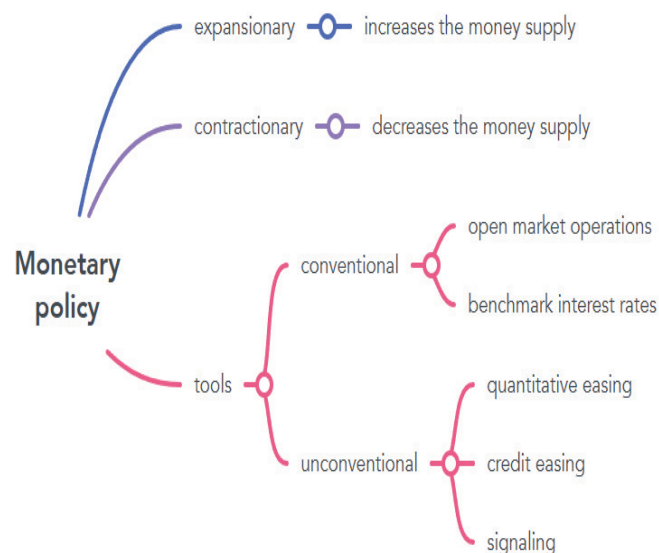 expansionary
increases the money supply
contractionary
decreases the money supply
Monetary
policy
tools
conventional
open market operations
benchmark interest rates
unconventional
quantitative easing
credit easing
signaling